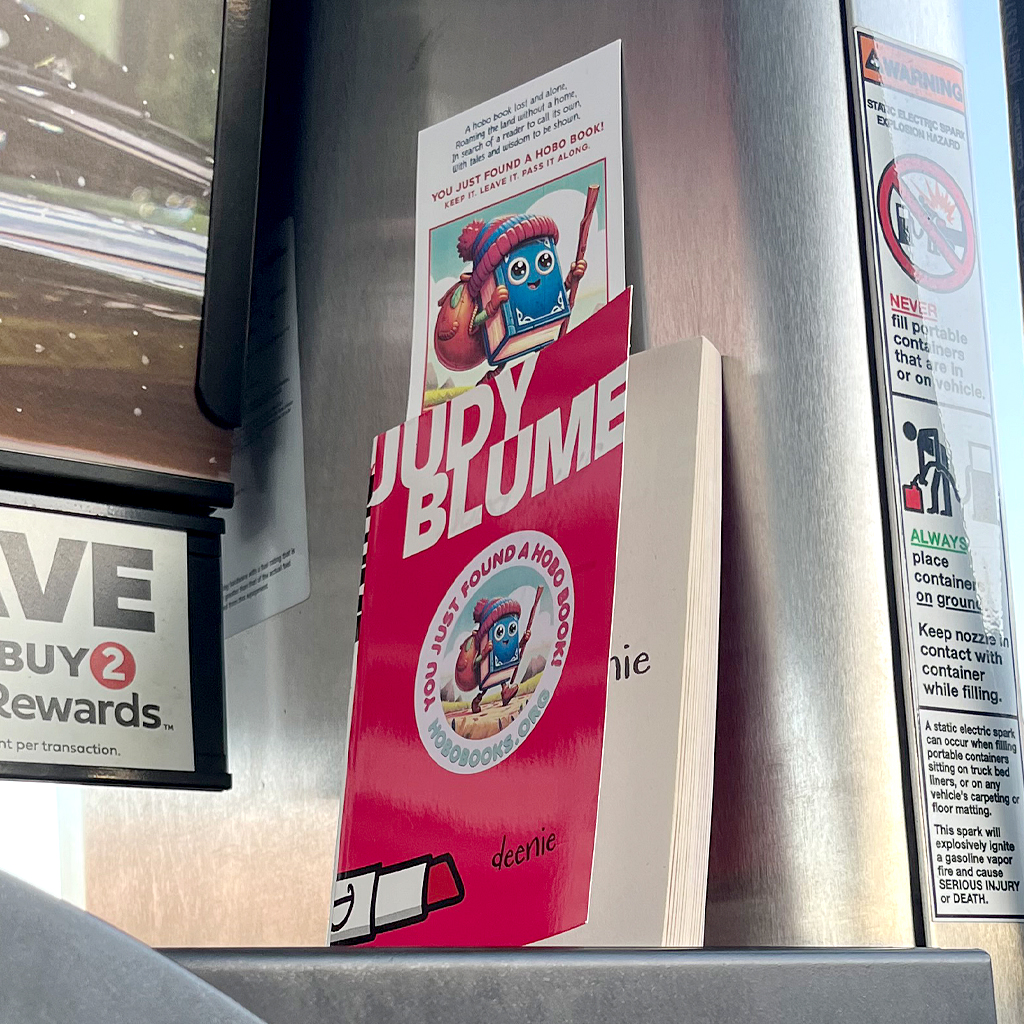 A hobo book lost and alone,
Roaming the land without a home,
In search of a reader to call its own,
With tales and wisdom to be shown.
YOU JUST FOUND A HOBO BOOK!
KEEP IT. LEAVE IT. PASS IT ALONG.
JUDY
BLUME
YOU JUST FOUND A HOBO BOOK!
HOBOBOOKS.ORG
deenie
nie
AVE
BUY 2
Rewards™
nt per transaction.
WARNING
STATIC ELECTRIC SPARK
EXPLOSION HAZARD
NEVER
fill portable
containers
that are in
or on vehicle.
ALWAYS
place
container
on ground
Keep nozzle in
contact with
container
while filling.
A static electric spark
can occur when filling
portable containers
sitting on truck bed
liners, or on any
vehicle's carpeting or
floor matting.
This spark will
explosively ignite
a gasoline vapor
fire and cause
SERIOUS INJURY
or DEATH.